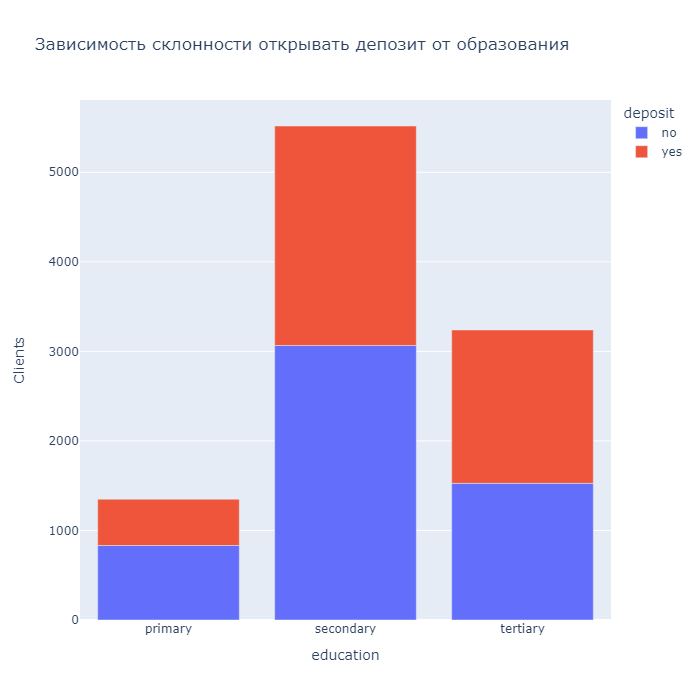 Зависимость склонности открывать депозит от образования
deposit
no
yes
Clients
5000
4000
3000
2000
1000
0
primary
secondary
tertiary
education